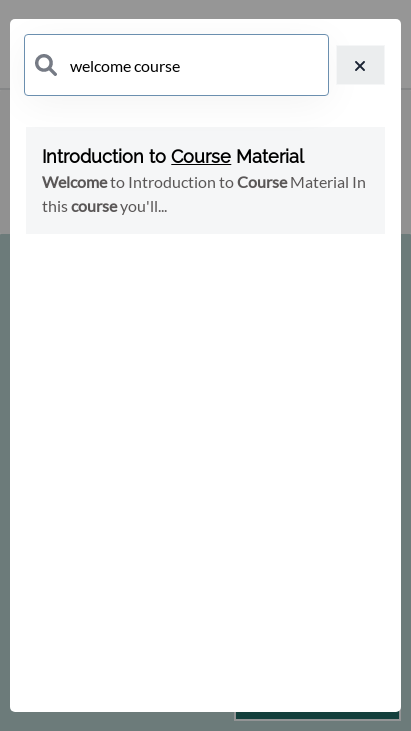 welcome course
Introduction to Course Material
Welcome to Introduction to Course Material In
this course you'll...